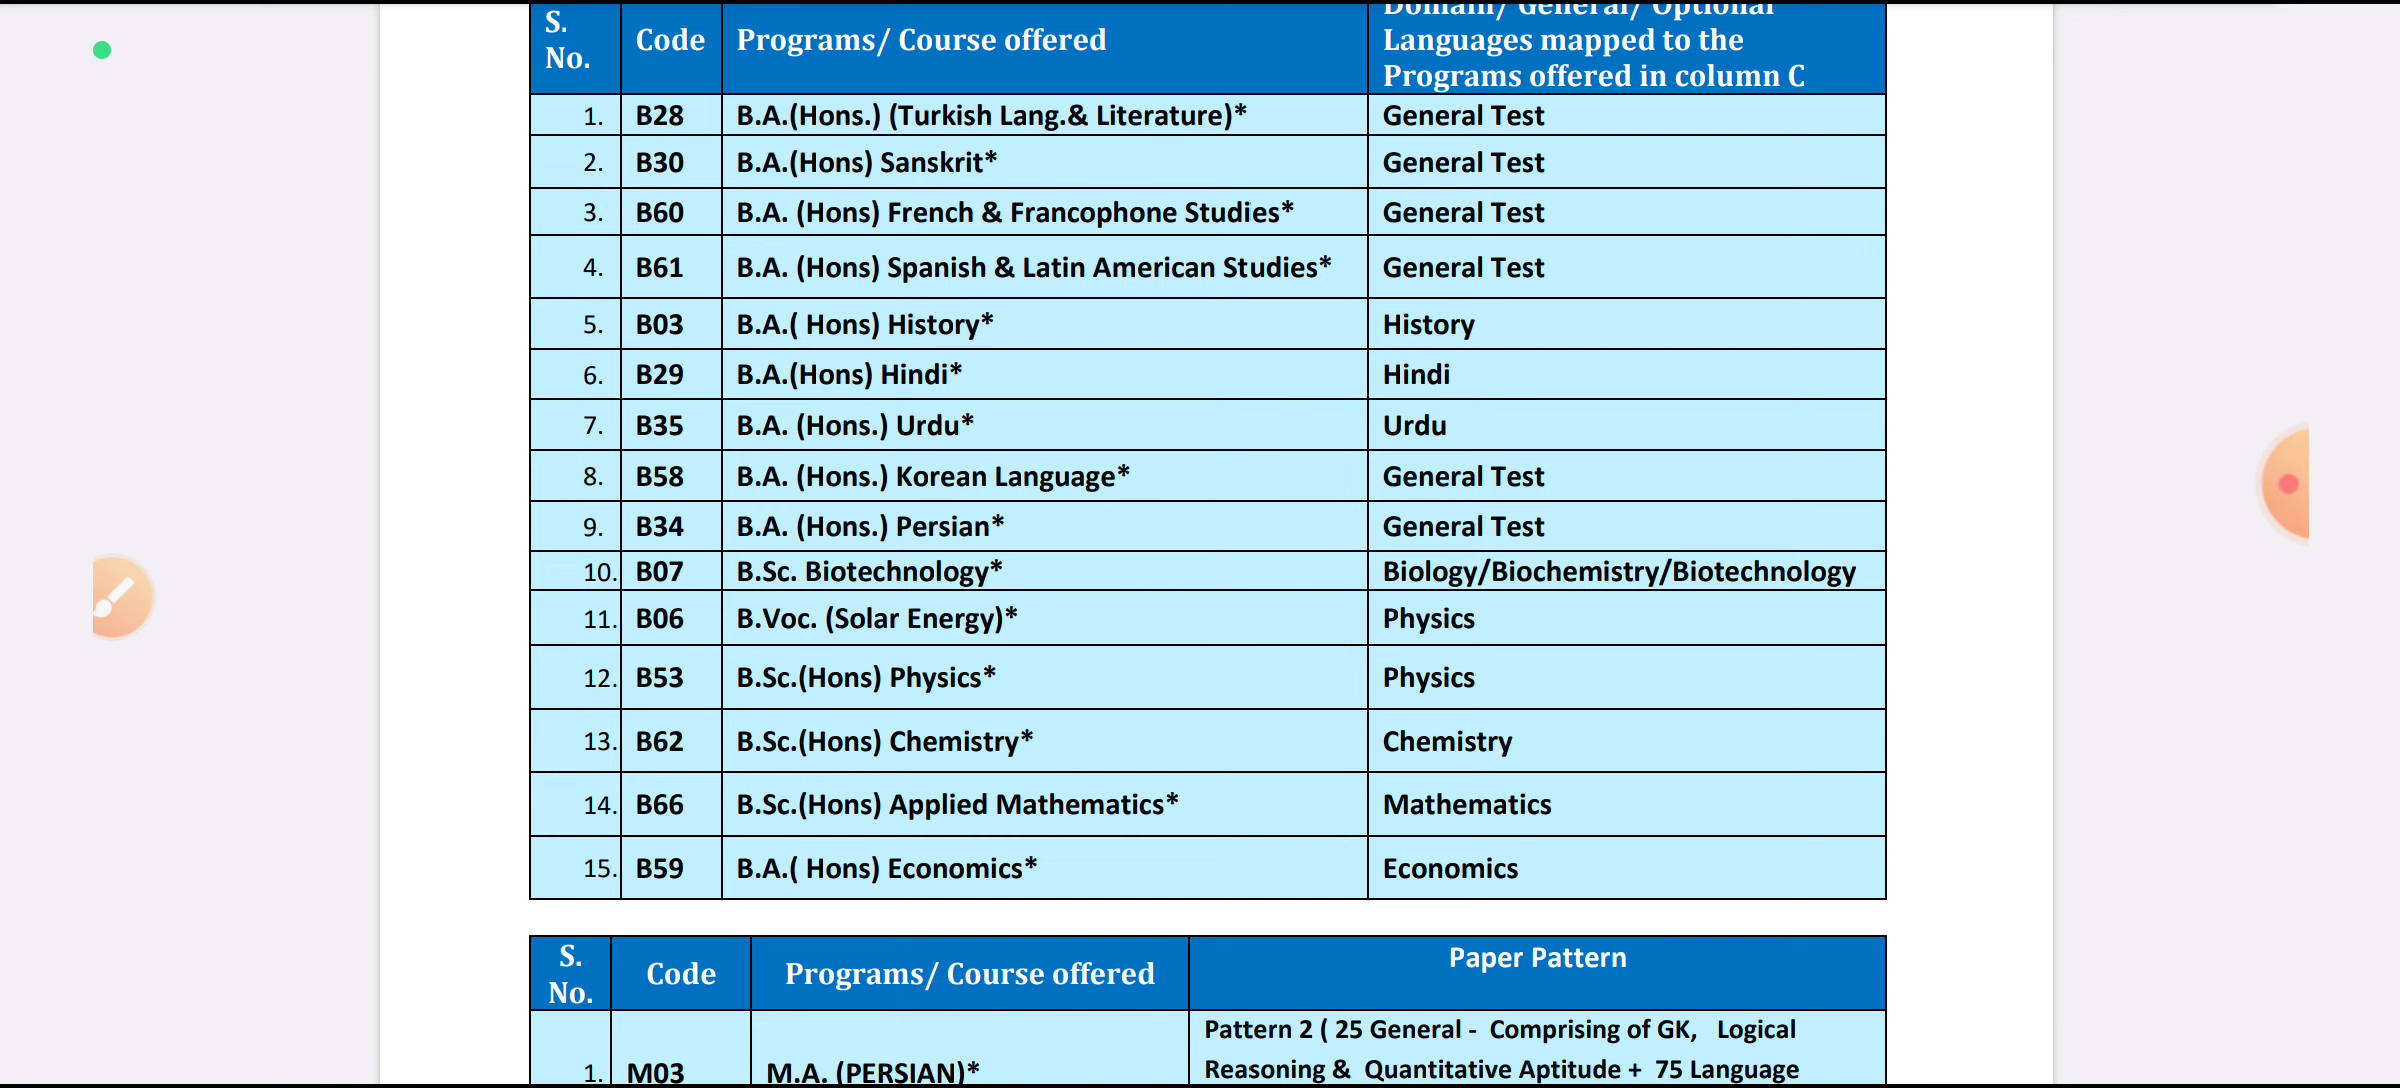 S. No. Code Programs/ Course offered Domain/ General/ Optional Languages mapped to the Programs offered in column C
1. B28 B.A.(Hons.) (Turkish Lang.& Literature)* General Test
2. B30 B.A.(Hons) Sanskrit* General Test
3. B60 B.A. (Hons) French & Francophone Studies* General Test
4. B61 B.A. (Hons) Spanish & Latin American Studies* General Test
5. B03 B.A.( Hons) History* History
6. B29 B.A.(Hons) Hindi* Hindi
7. B35 B.A. (Hons.) Urdu* Urdu
8. B58 B.A. (Hons.) Korean Language* General Test
9. B34 B.A. (Hons.) Persian* General Test
10. B07 B.Sc. Biotechnology* Biology/Biochemistry/Biotechnology
11. B06 B.Voc. (Solar Energy)* Physics
12. B53 B.Sc.(Hons) Physics* Physics
13. B62 B.Sc.(Hons) Chemistry* Chemistry
14. B66 B.Sc.(Hons) Applied Mathematics* Mathematics
15. B59 B.A.( Hons) Economics* Economics
S. No. Code Programs/ Course offered Paper Pattern
1. M03 M.A. (PERSIAN)* Pattern 2 ( 25 General - Comprising of GK, Logical
Reasoning & Quantitative Aptitude + 75 Language